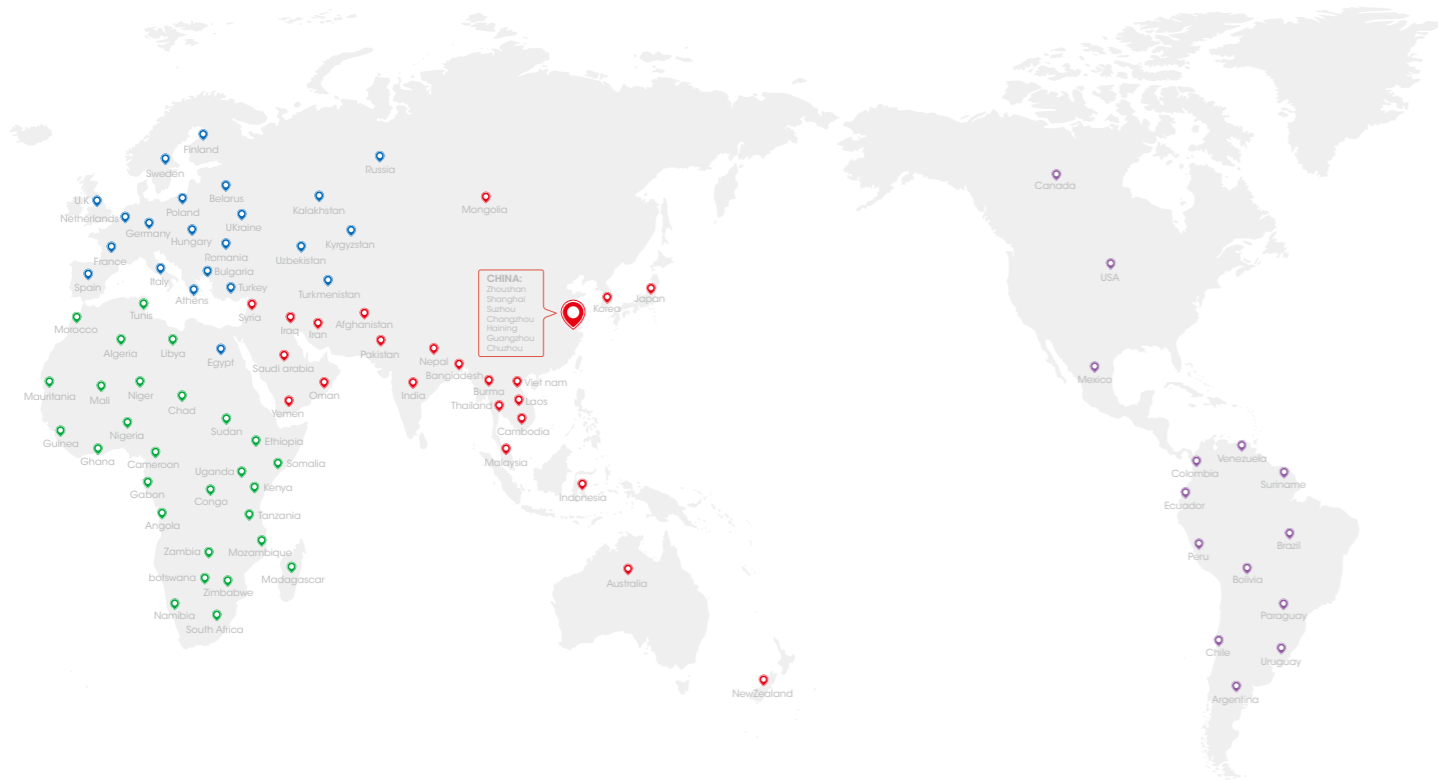 Finland
Sweden
Russia
Belarus
U K
Poland
Kalakhstan
Netherlands
Germany
UKraine
Hungary
Kyrgyzstan
France
Romania
Uzbekistan
Italy
Bulgaria
Spain
Athens
Turkey
Turkmenistan
Mongolia
CHINA:
Zhoushan
Shanghai
Suzhou
Changzhou
Haining
Guangzhou
Chuzhou
Korea
Japan
Tunis
Syria
Morocco
Iraq
Iran
Afghanistan
Algeria
Libya
Egypt
Saudi arabia
Pakistan
Nepal
Bangladesh
Mauritania
Mali
Niger
Chad
Oman
Yemen
India
Burma
Viet nam
Thailand
Laos
Cambodia
Nigeria
Sudan
Guinea
Ghana
Cameroon
Ethiopia
Somalia
Malaysia
Uganda
Gabon
Congo
Kenya
Indonesia
Angola
Tanzania
Zambia
Mozambique
botswana
Zimbabwe
Madagascar
Namibia
South Africa
Australia
NewZealand
Canada
USA
Mexico
Venezuela
Colombia
Suriname
Ecuador
Peru
Brazil
Bolivia
Paraguay
Chile
Uruguay
Argentina